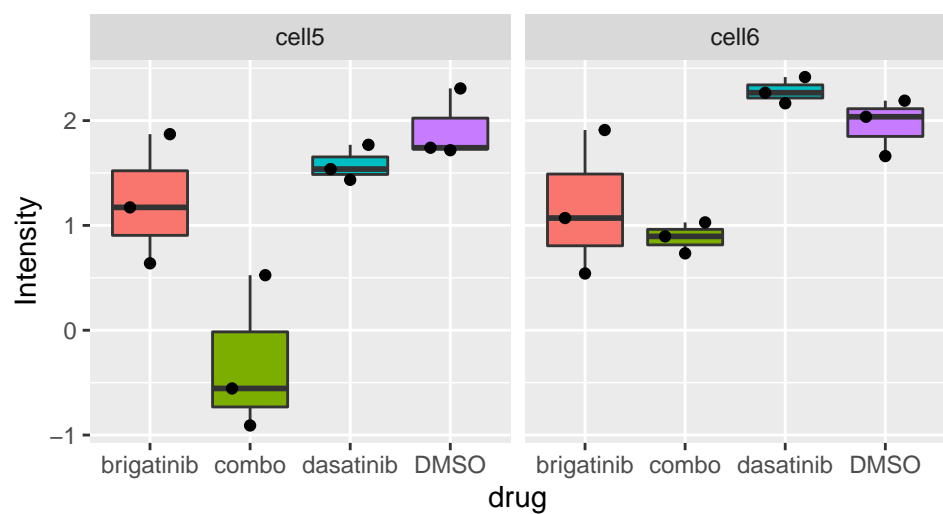 cell5 cell6
Intensity
2
1
0
−1
brigatinib combo dasatinib DMSO brigatinib combo dasatinib DMSO
drug